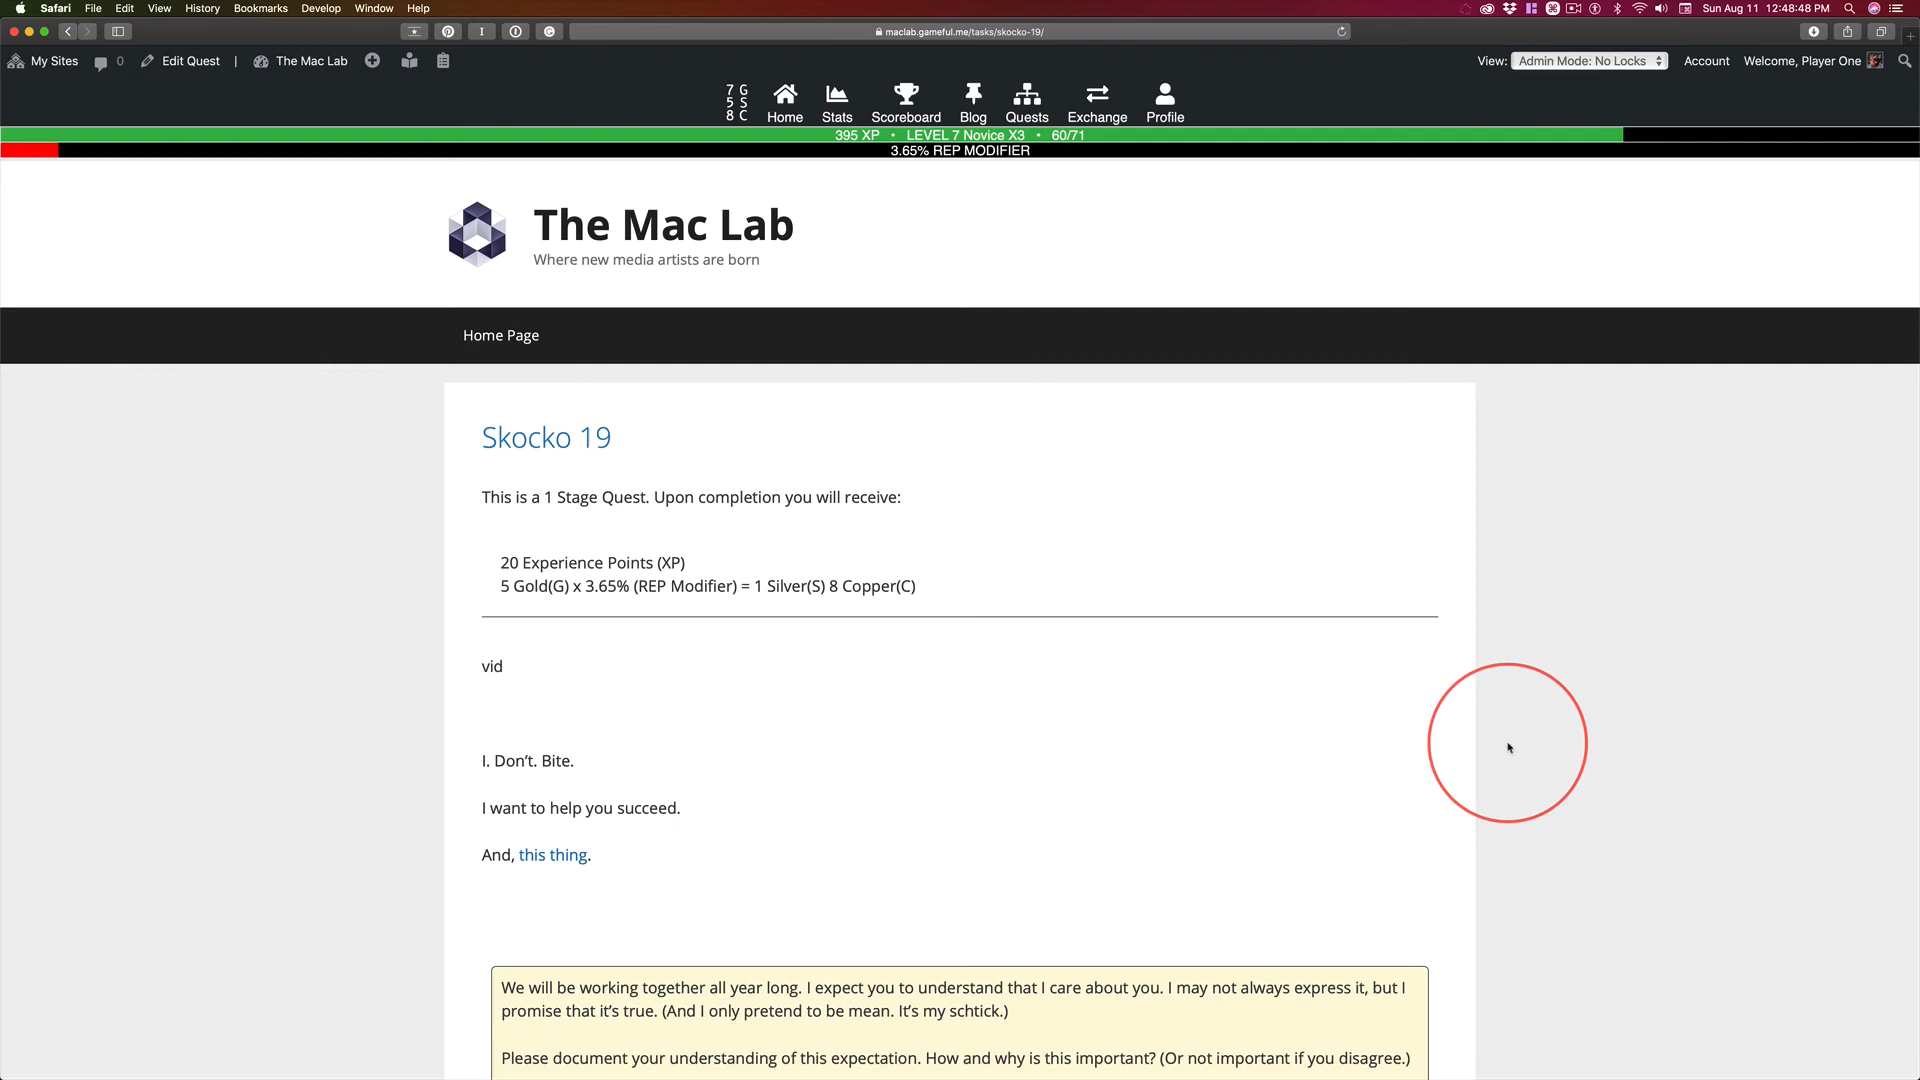 Safari File Edit View History Bookmarks Develop Window Help Sun Aug 11 12:48:48 PM
maclab.gameful.me/tasks/skocko-19/
My Sites 0 Edit Quest | The Mac Lab View: Admin Mode: No Locks Account Welcome, Player One
7 G
5 S
8 C
Home Stats Scoreboard Blog Quests Exchange Profile
395 XP • LEVEL 7 Novice X3 • 60/71
3.65% REP MODIFIER
The Mac Lab
Where new media artists are born
Home Page
Skocko 19
This is a 1 Stage Quest. Upon completion you will receive:
20 Experience Points (XP)
5 Gold(G) x 3.65% (REP Modifier) = 1 Silver(S) 8 Copper(C)
vid
I. Don’t. Bite.
I want to help you succeed.
And, this thing.
We will be working together all year long. I expect you to understand that I care about you. I may not always express it, but I
promise that it’s true. (And I only pretend to be mean. It’s my schtick.)
Please document your understanding of this expectation. How and why is this important? (Or not important if you disagree.)